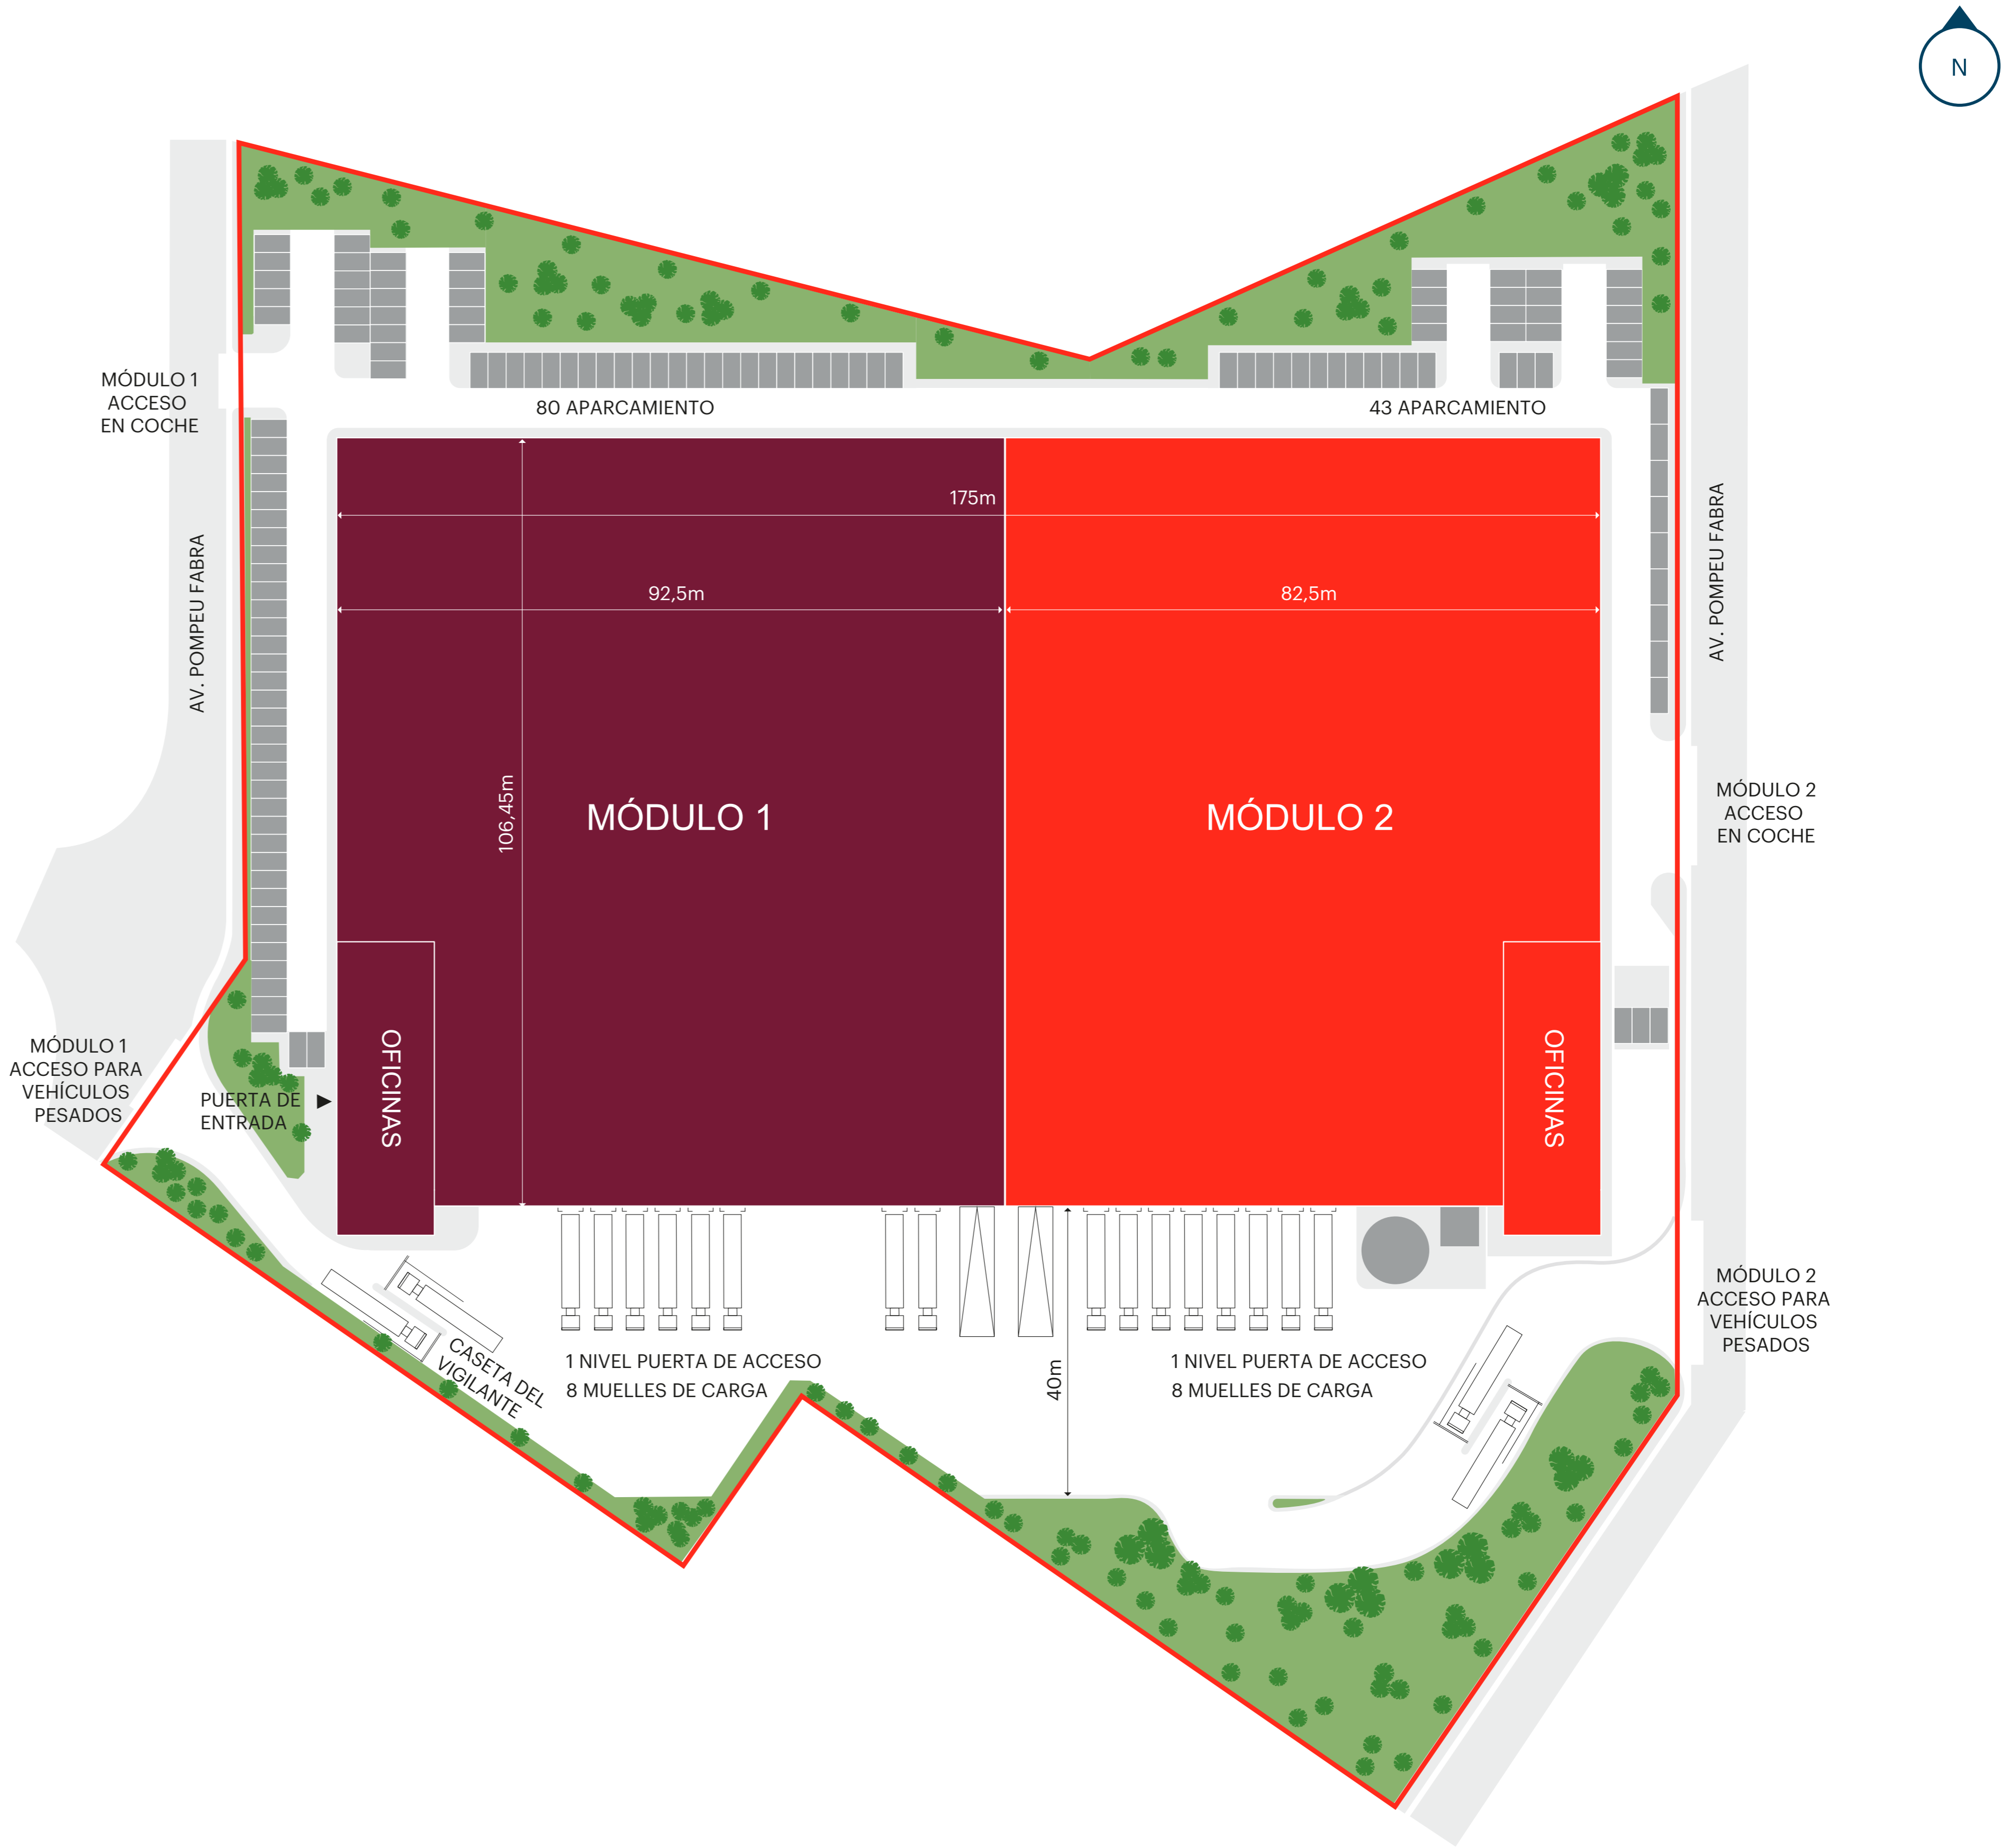 N
MÓDULO 1
ACCESO
EN COCHE
80 APARCAMIENTO
43 APARCAMIENTO
175m
92,5m
82,5m
AV. POMPEU FABRA
AV. POMPEU FABRA
106,45m
MÓDULO 1
MÓDULO 2
MÓDULO 2
ACCESO
EN COCHE
MÓDULO 1
ACCESO PARA
VEHÍCULOS
PESADOS
PUERTA DE
ENTRADA
OFICINAS
OFICINAS
MÓDULO 2
ACCESO PARA
VEHÍCULOS
PESADOS
CASETA DEL
VIGILANTE
1 NIVEL PUERTA DE ACCESO
8 MUELLES DE CARGA
40m
1 NIVEL PUERTA DE ACCESO
8 MUELLES DE CARGA